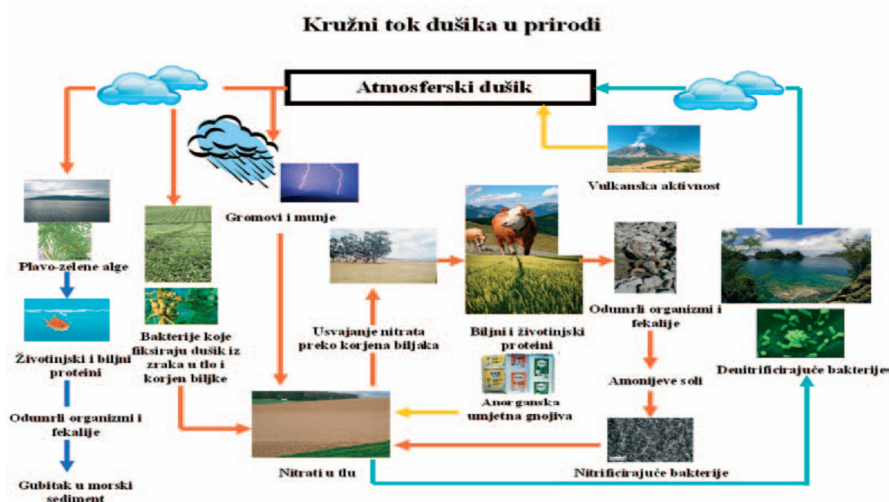 Kružni tok dušika u prirodi
Atmosferski dušik
Vulkanska aktivnost
Gromovi i munje
Plavo-zelene alge
Životinjski i biljni
proteini
Odumrli organizmi i
fekalije
Gubitak u morski
sediment
Bakterije koje
fiksiraju dušik iz
zraka u tlo i
korjen biljke
Usvajanje nitrata
preko korjena biljaka
Biljni i životinjski
proteini
Odumrli organizmi i
fekalije
Amonijeve soli
Nitrificirajuće bakterije
Anorganska
umjetna gnojiva
Nitrati u tlu
Denitrificirajuće bakterije